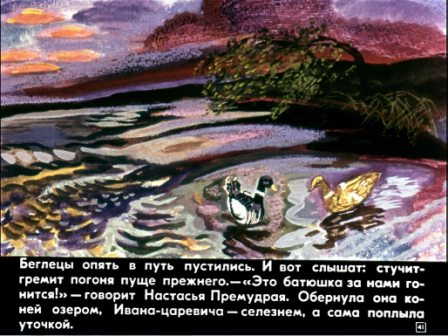 Беглецы опять в путь пустились. И вот слышат: стучит-
гремит погоня пуще прежнего.—«Это батюшка за нами го-
нится!»—говорит Настасья Премудрая. Обернула она ко-
ней озером, Ивана-царевича—селезнем, а сама поплыла
уточкой.
41